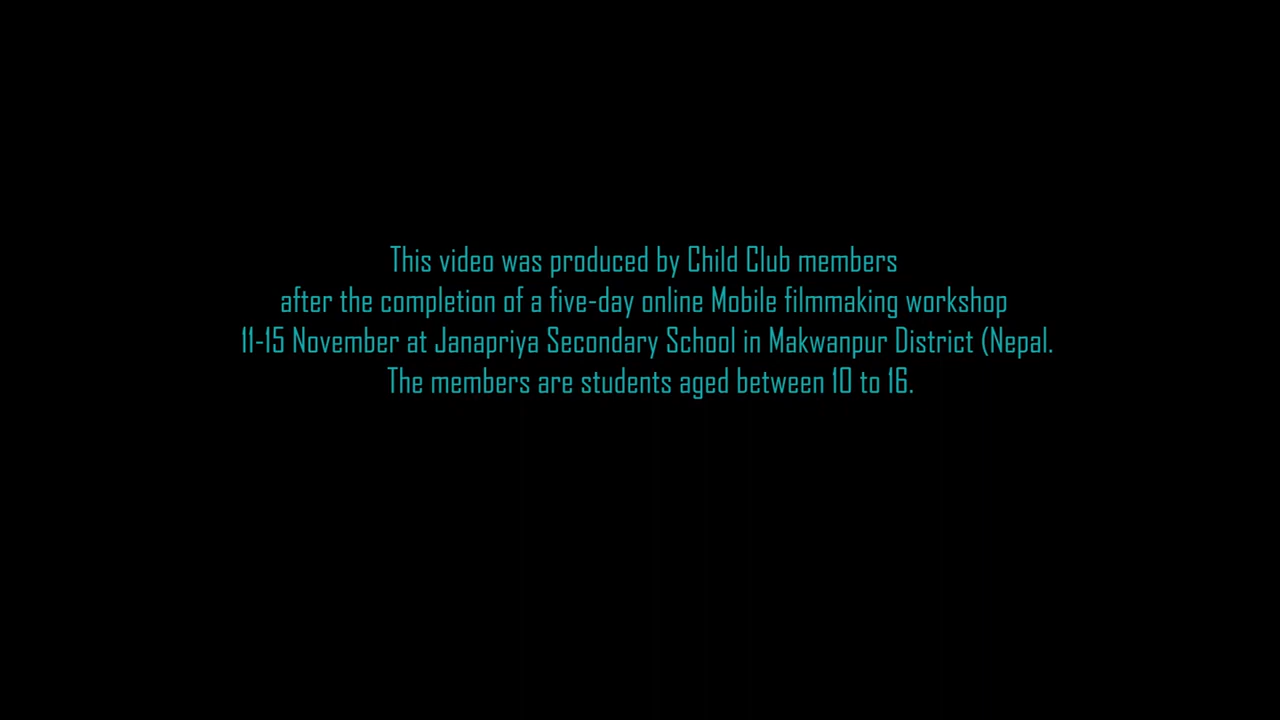 This video was produced by Child Club members
after the completion of a five-day online Mobile filmmaking workshop
11-15 November at Janapriya Secondary School in Makwanpur District (Nepal.
The members are students aged between 10 to 16.